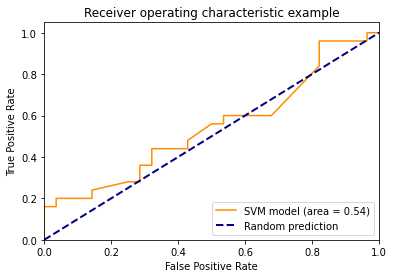 Receiver operating characteristic example
True Positive Rate
1.0
0.8
0.6
0.4
0.2
0.0
SVM model (area = 0.54)
Random prediction
0.0 0.2 0.4 0.6 0.8 1.0
False Positive Rate